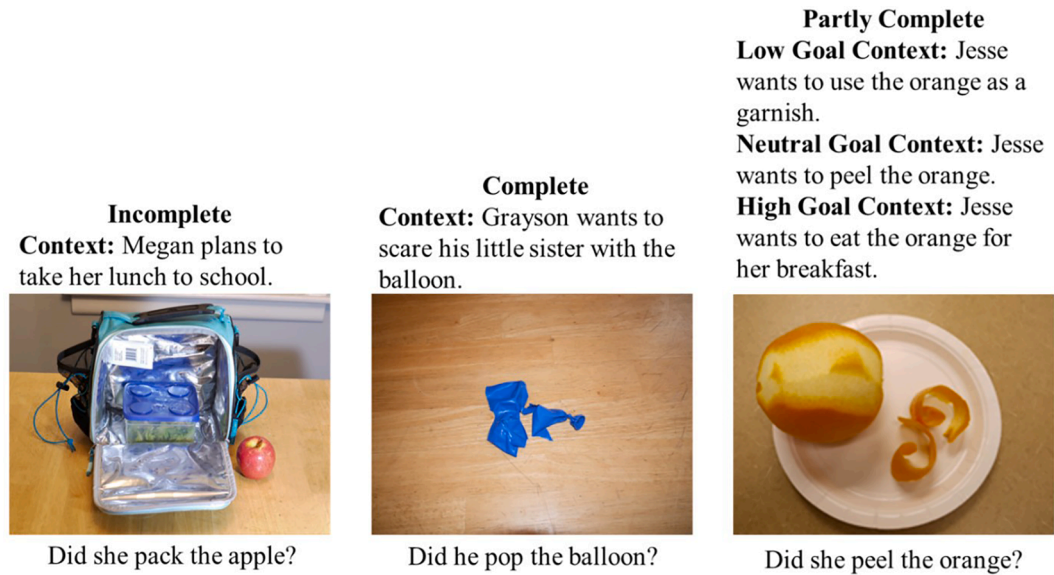 Incomplete
Context: Megan plans to
take her lunch to school.
Did she pack the apple?
Complete
Context: Grayson wants to
scare his little sister with the
balloon.
Did he pop the balloon?
Partly Complete
Low Goal Context: Jesse
wants to use the orange as a
garnish.
Neutral Goal Context: Jesse
wants to peel the orange.
High Goal Context: Jesse
wants to eat the orange for
her breakfast.
Did she peel the orange?